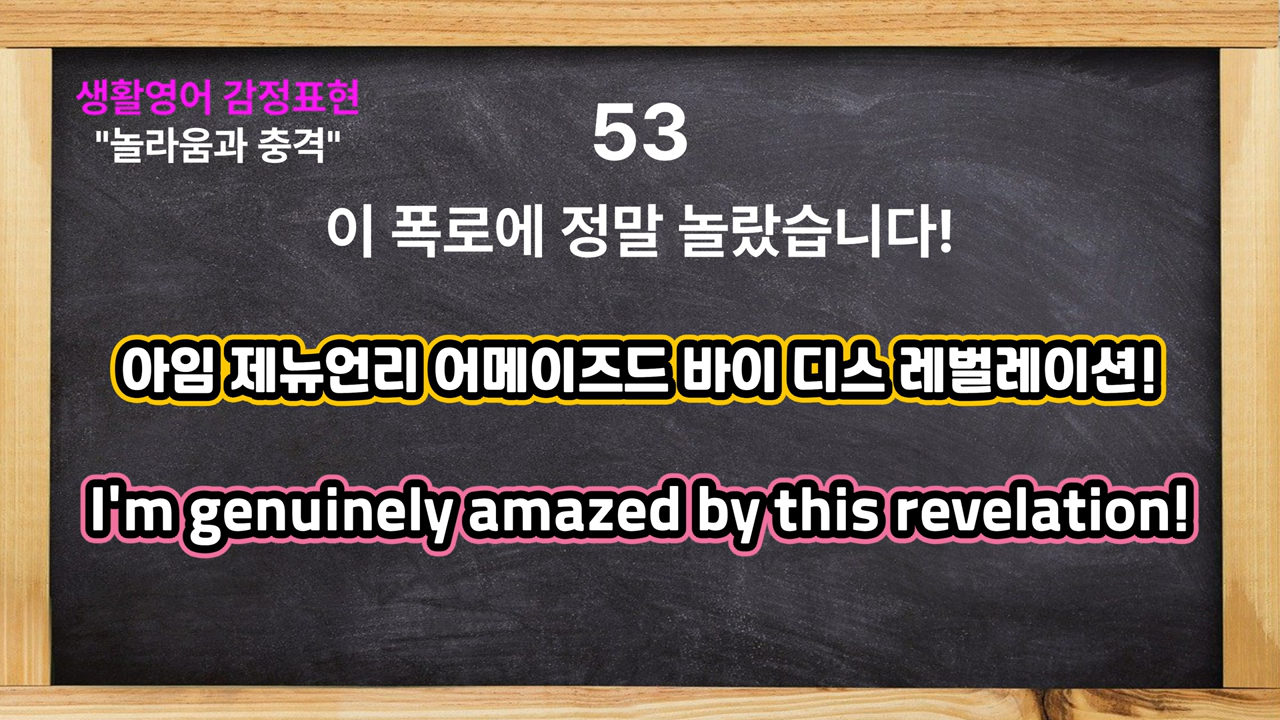 생활영어 감정표현
"놀라움과 충격"
53
이 폭로에 정말 놀랐습니다!
아임 제뉴언리 어메이즈드 바이 디스 레벌레이션!
I'm genuinely amazed by this revelation!